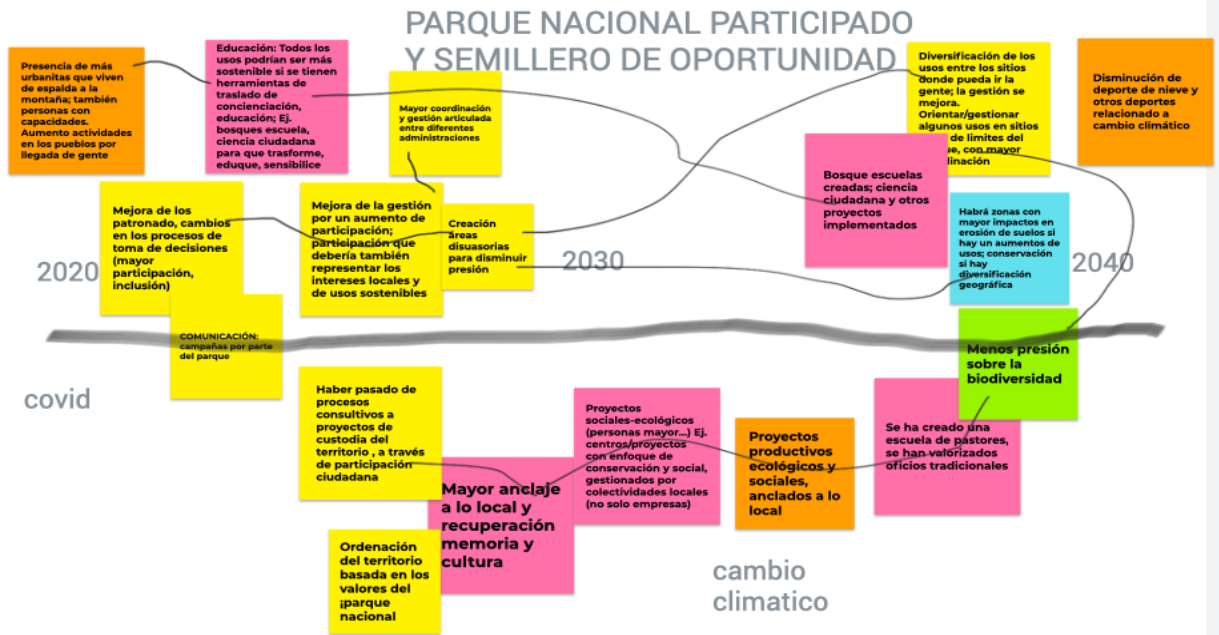 PARQUE NACIONAL PARTICIPADO
Y SEMILLERO DE OPORTUNIDAD
Presencia de más
urbanitas que viven
de espalda a la
montaña; también
personas con
capacidades.
Aumento actividades
en los pueblos por
llegada de gente
Educación: Todos los
usos podrían ser más
sostenible si se tienen
herramientas de
traslado de
concienciación,
educación; Ej.
bosques escuela,
ciencia ciudadana
para que trasforme,
eduque, sensibilice
Mayor coordinación
y gestión articulada
entre diferentes
administraciones
Diversificación de los
usos entre los sitios
donde pueda ir la
gente; la gestión se
mejora.
Orientar/gestionar
algunos usos en sitios
de limites del
Disminución de
deporte de nieve y
otros deportes
relacionado a
cambio climático
Mejora de los
patronado, cambios
en los procesos de
toma de decisiones
(mayor
participación,
inclusión)
Mejora de la gestión
por un aumento de
participación;
participación que
debería también
representar los
intereses locales y
de usos sostenibles
Creación
áreas
disuasorias
para disminuir
presión
Bosque escuelas
creadas; ciencia
ciudadana y otros
proyectos
implementados
Habrá zonas con
mayor impactos en
erosión de suelos si
hay un aumentos de
usos; conservación
si hay
diversificación
geográfica
2020
2030
2040
COMUNICACIÓN:
campañas por parte
del parque
covid
Haber pasado de
procesos
consultivos a
proyectos de
custodia del
territorio , a través
de participación
ciudadana
Mayor anclaje
a lo local y
recuperación
memoria y
cultura
Proyectos
sociales-ecológicos
(personas mayor...) Ej.
centros/proyectos
con enfoque de
conservación y social,
gestionados por
colectividades locales
(no solo empresas)
Proyectos
productivos
ecológicos y
sociales,
anclados a lo
local
Se ha creado una
escuela de pastores,
se han valorizados
oficios tradicionales
Menos presión
sobre la
biodiversidad
Ordenación
del territorio
basada en los
valores del
¡parque
nacional
cambio
climatico